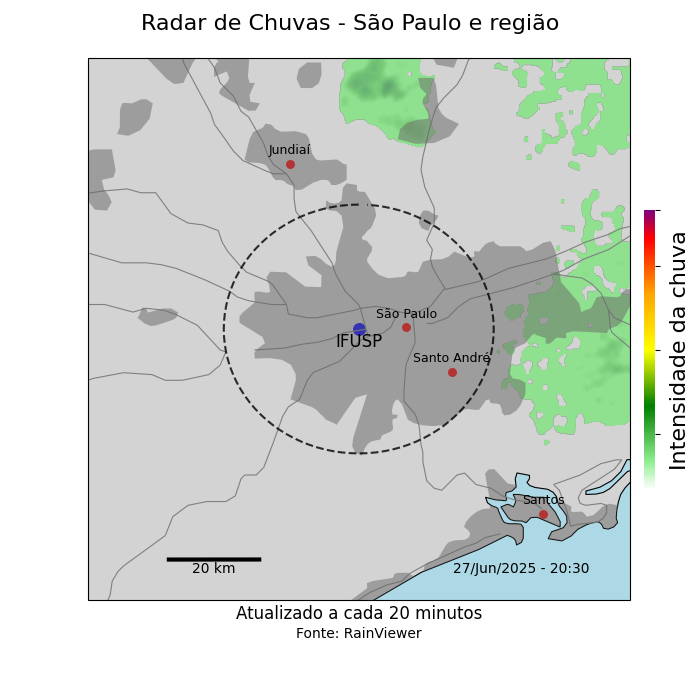 Radar de Chuvas - São Paulo e região
Jundiaí
São Paulo
IFUSP
Santo André
Santos
20 km
27/Jun/2025 - 20:30
Intensidade da chuva
Atualizado a cada 20 minutos
Fonte: RainViewer